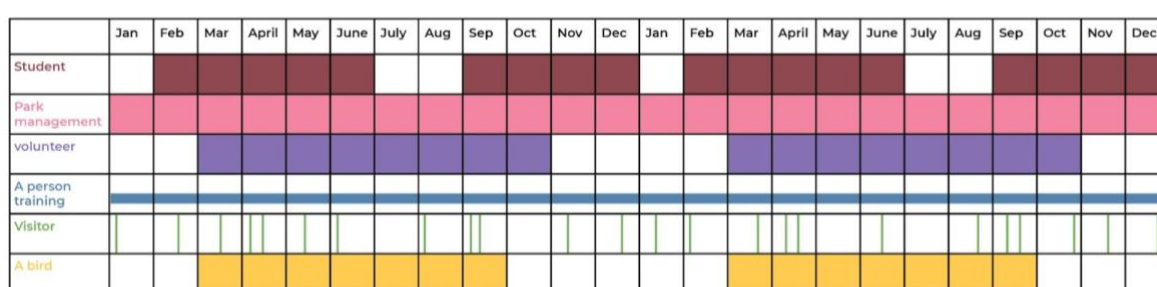 Jan Feb Mar April May June July Aug Sep Oct Nov Dec Jan Feb Mar April May June July Aug Sep Oct Nov Dec
Student
Park
management
volunteer
A person
training
Visitor
A bird